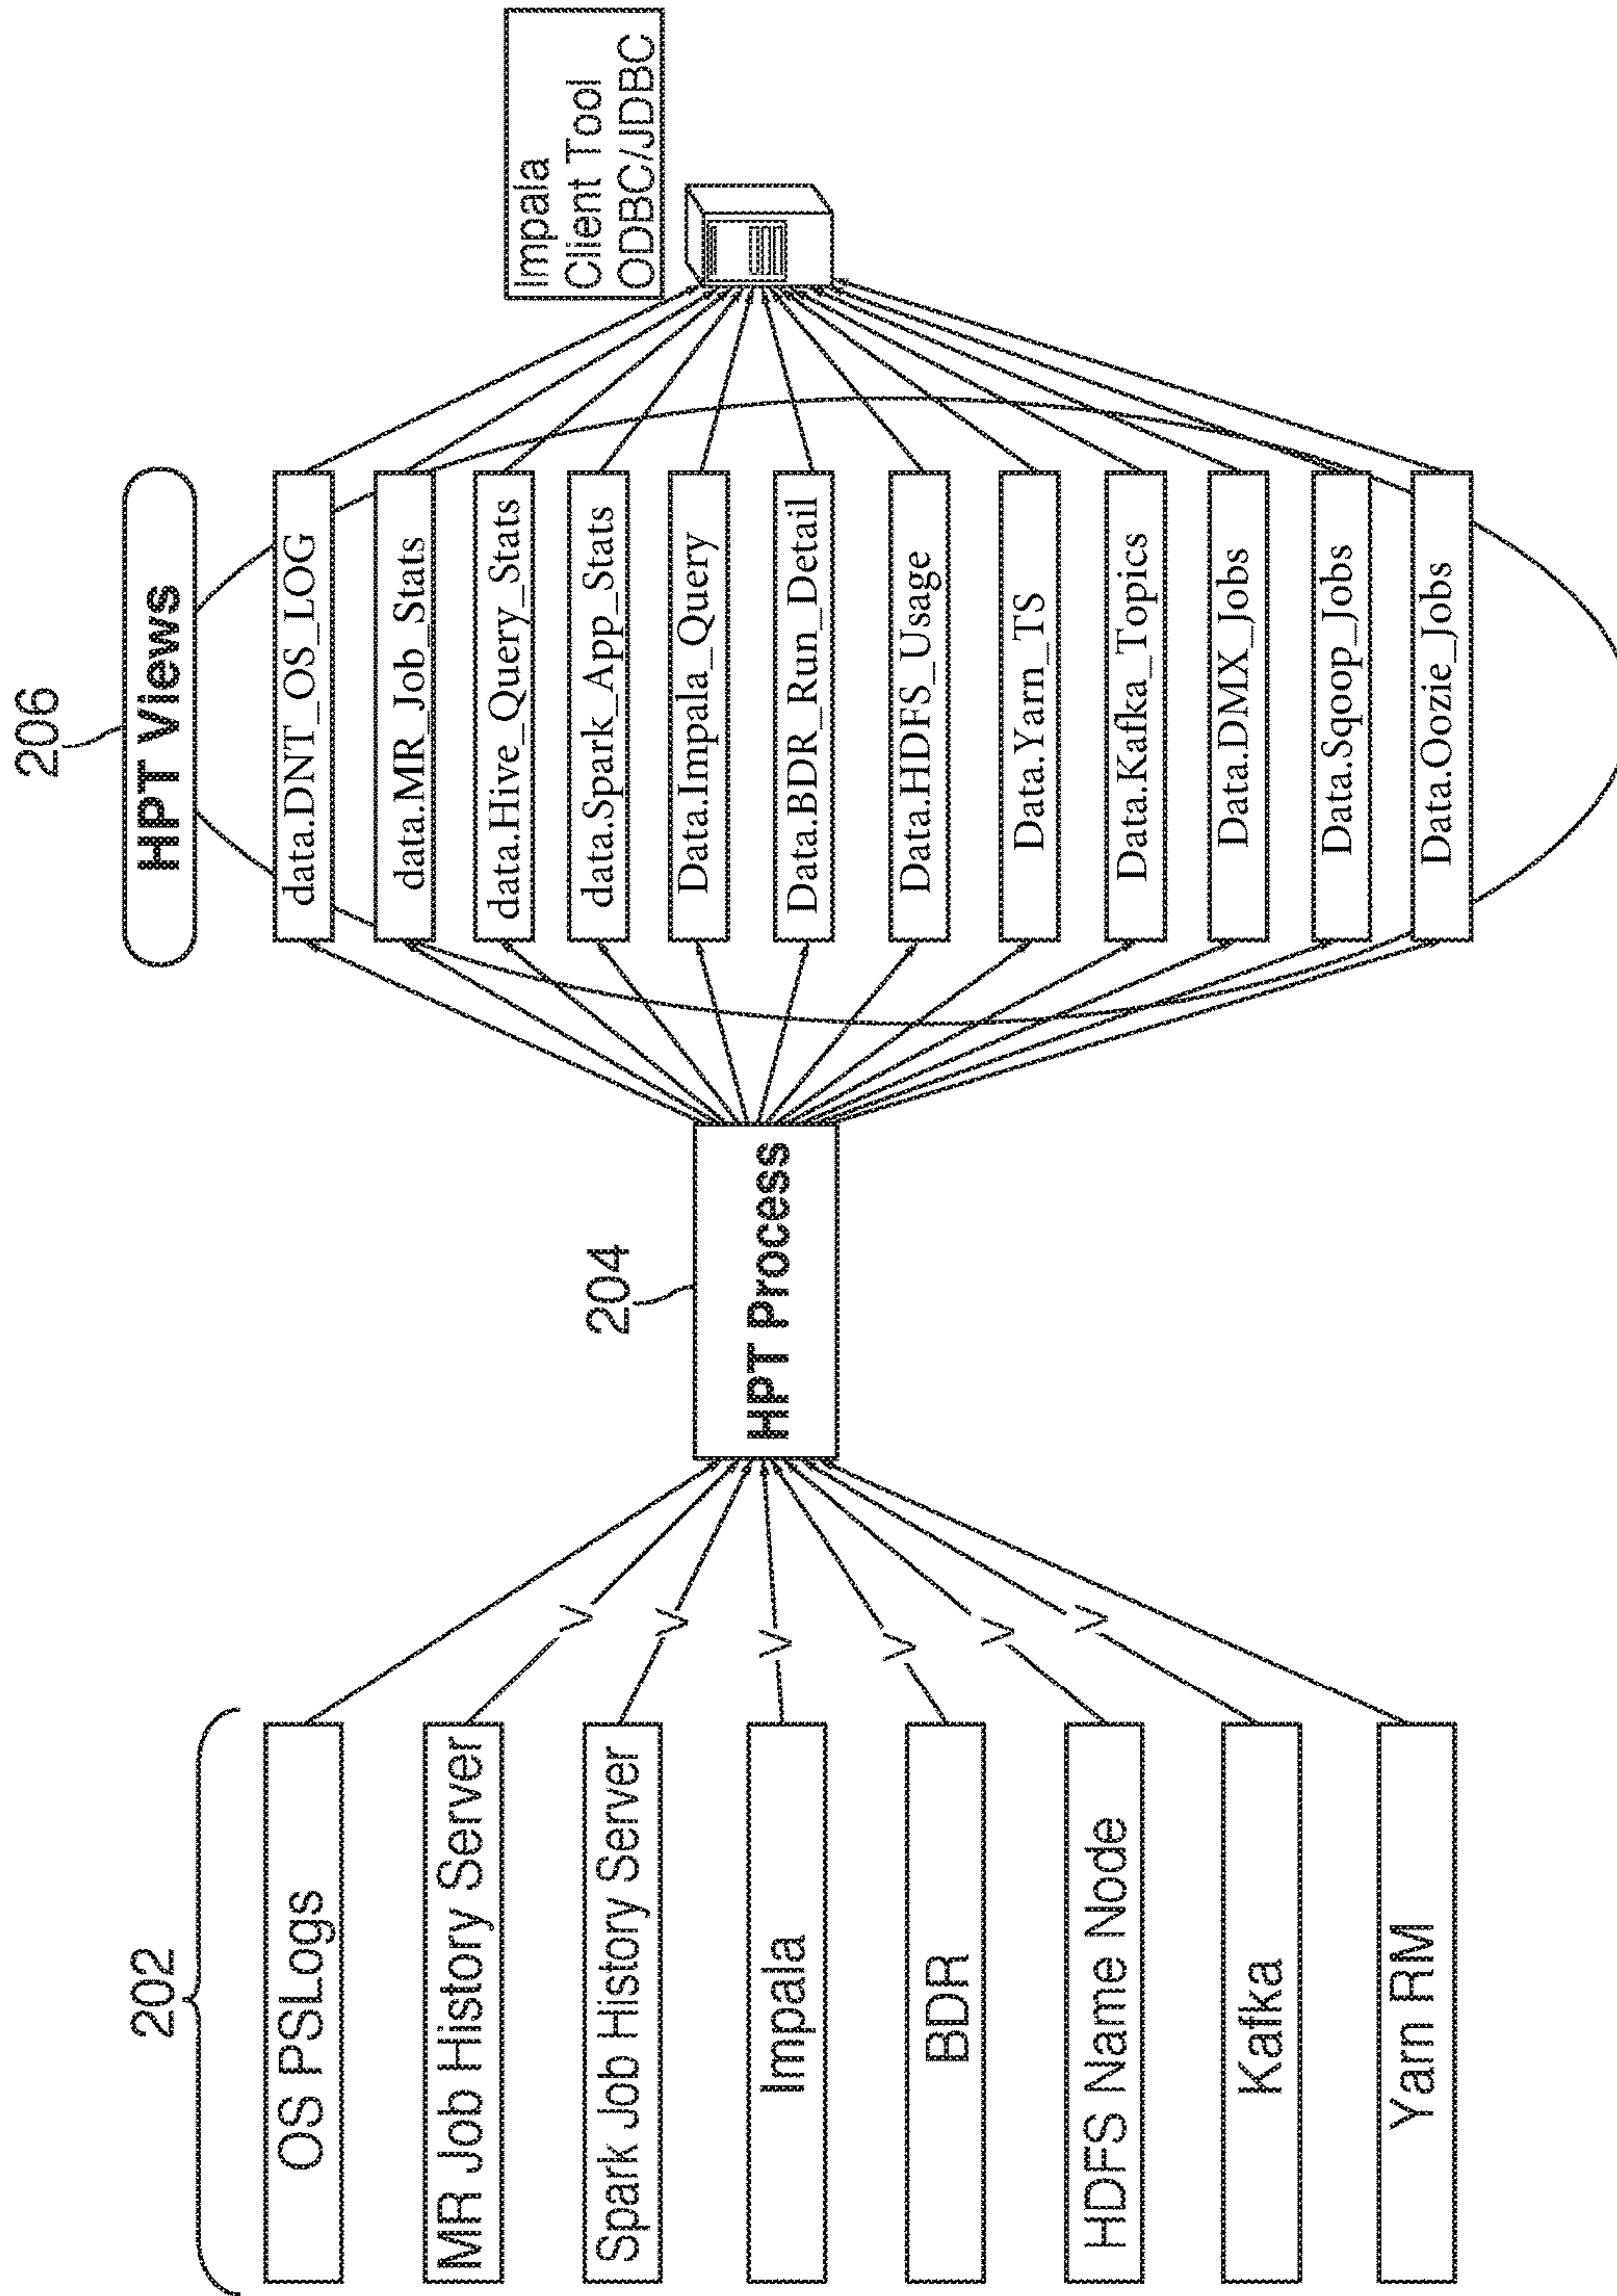 202
OS PSLogs
MR Job History Server
Spark Job History Server
Impala
BDR
HDFS Name Node
Kafka
Yarn RM
V
V
V
V
V
V
204
HPT Process
206
HPT Views
data.DNT_OS_LOG
data.MR_Job_Stats
data.Hive_Query_Stats
data.Spark_App_Stats
Data.Impala_Query
Data.BDR_Run_Detail
Data.HDFS_Usage
Data.Yarn_TS
Data.Kafka_Topics
Data.DMX_Jobs
Data.Sqoop_Jobs
Data.Oozie_Jobs
Impala
Client Tool
ODBC/JDBC